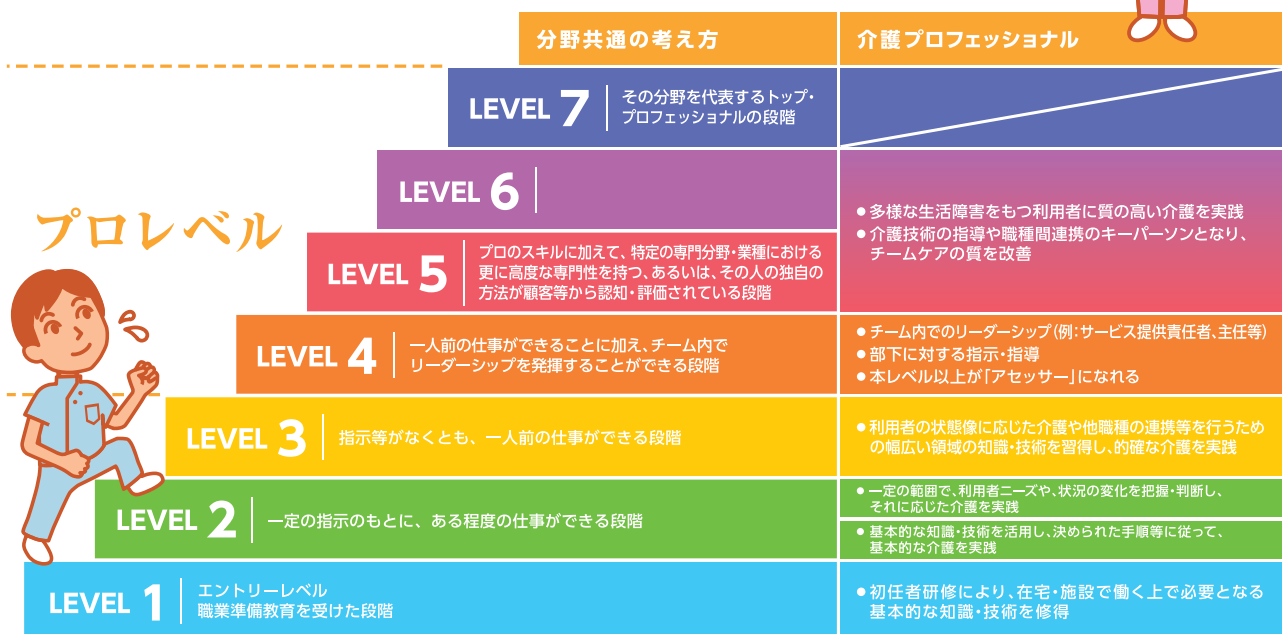 分野共通の考え方
介護プロフェッショナル
LEVEL 7
その分野を代表するトップ・
プロフェッショナルの段階
LEVEL 6
●多様な生活障害をもつ利用者に質の高い介護を実践
●介護技術の指導や職種間連携のキーパーソンとなり、
チームケアの質を改善
プロレベル
LEVEL 5
プロのスキルに加えて、特定の専門分野・業種における
更に高度な専門性を持つ、あるいは、その人の独自の
方法が顧客等から認知・評価されている段階
LEVEL 4
一人前の仕事ができることに加え、チーム内で
リーダーシップを発揮することができる段階
●チーム内でのリーダーシップ(例:サービス提供責任者、主任等)
●部下に対する指示・指導
●本レベル以上が「アセッサー」になれる
LEVEL 3
指示等がなくとも、一人前の仕事ができる段階
●利用者の状態像に応じた介護や他職種の連携等を行うため
の幅広い領域の知識・技術を習得し、的確な介護を実践
LEVEL 2
一定の指示のもとに、ある程度の仕事ができる段階
●一定の範囲で、利用者ニーズや、状況の変化を把握・判断し、
それに応じた介護を実践
●基本的な知識・技術を活用し、決められた手順等に従って、
基本的な介護を実践
LEVEL 1
エントリーレベル
職業準備教育を受けた段階
●初任者研修により、在宅・施設で働く上で必要となる
基本的な知識・技術を修得